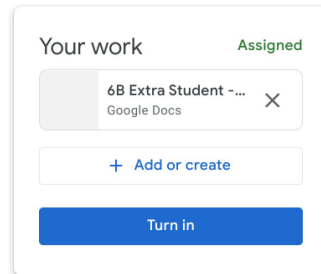 Your work
Assigned
6B Extra Student -...
Google Docs
+ Add or create
Turn in